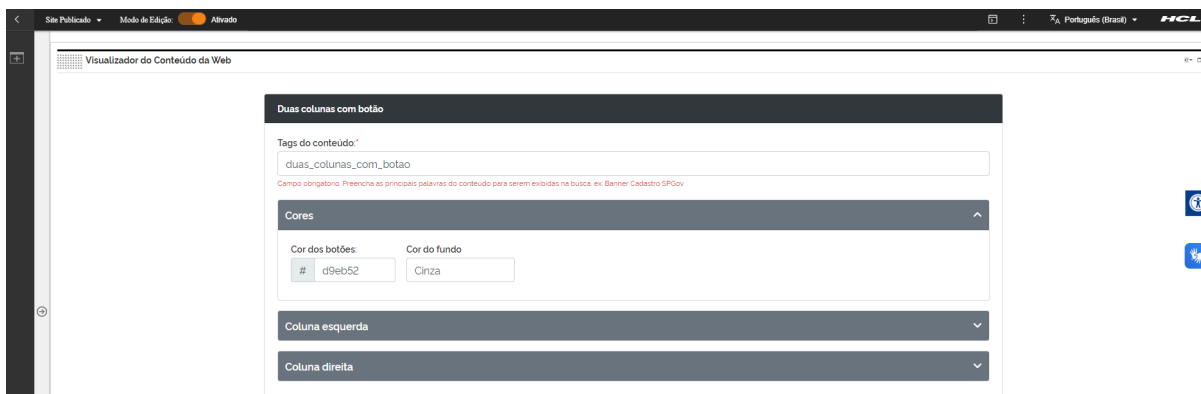 Site Publicado Modo de Edição: Ativado Português (Brasil) HCL
Visualizador do Conteúdo da Web
Duas colunas com botão
Tags do conteúdo:*
duas_colunas_com_botao
Campo obrigatório. Preencha as principais palavras do conteúdo para serem exibidas na busca. ex: Banner Cadastro SPGov
Cores
Cor dos botões: Cor do fundo
# d9eb52 Cinza
Coluna esquerda
Coluna direita